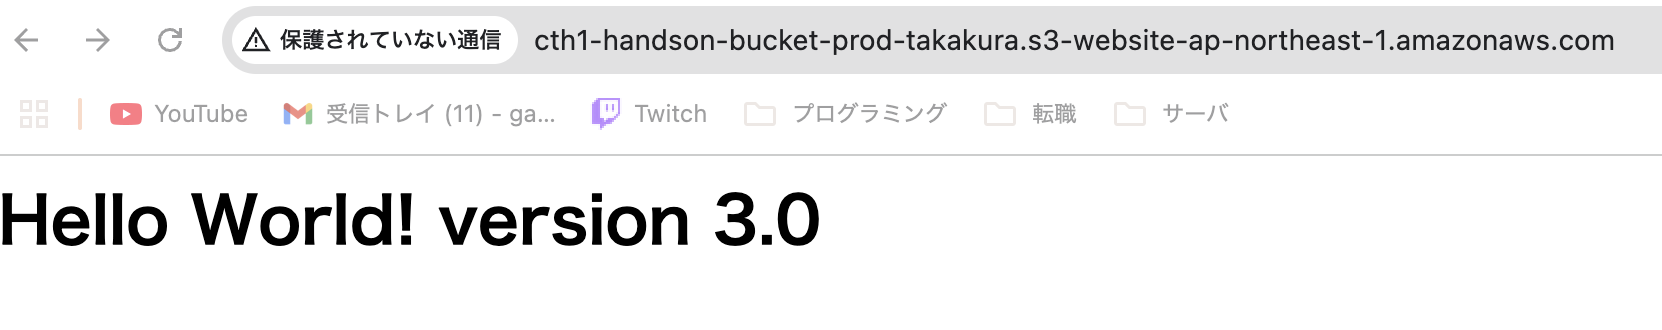 保護されていない通信 cth1-handson-bucket-prod-takakura.s3-website-ap-northeast-1.amazonaws.com
YouTube 受信トレイ (11) - ga... Twitch プログラミング 転職 サーバ
Hello World! version 3.0